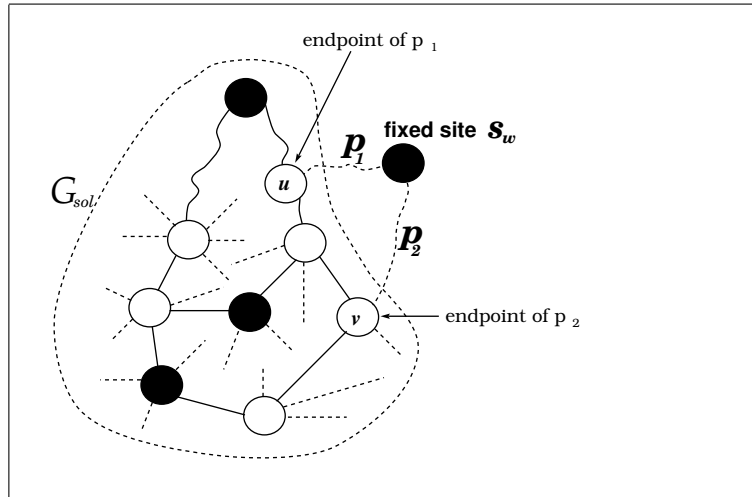 endpoint of p 1
fixed site s_w
p_1
u
G_sol
p_2
v
endpoint of p 2